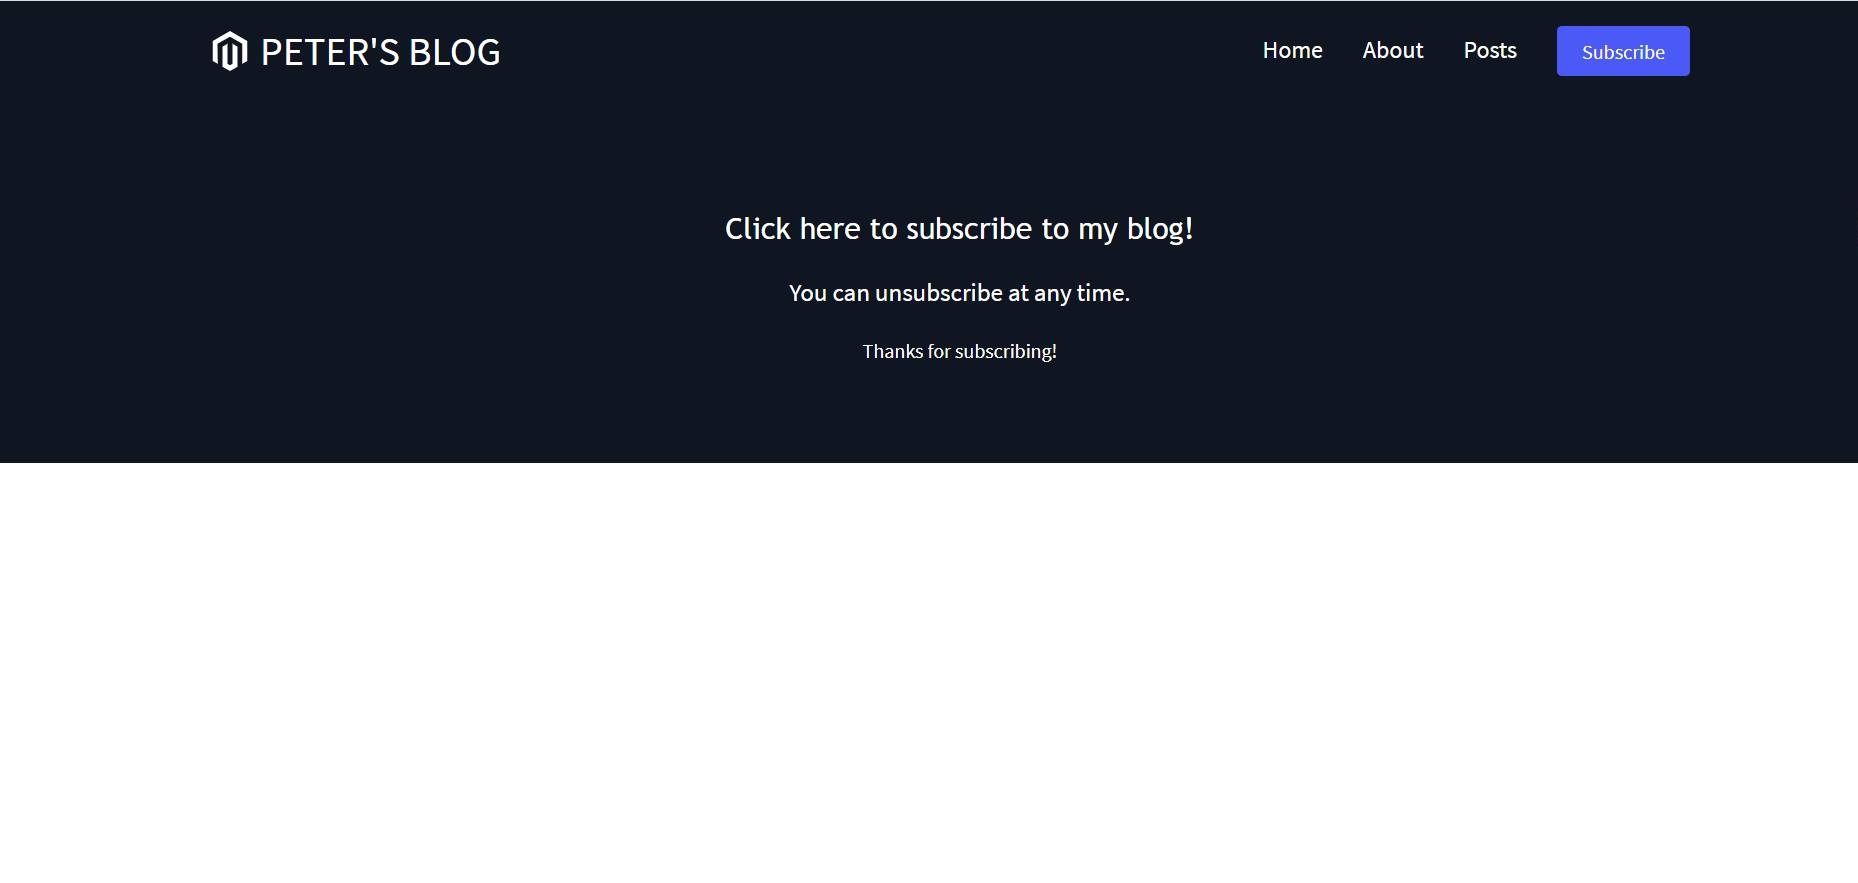 PETER'S BLOG
Home About Posts Subscribe
Click here to subscribe to my blog!
You can unsubscribe at any time.
Thanks for subscribing!